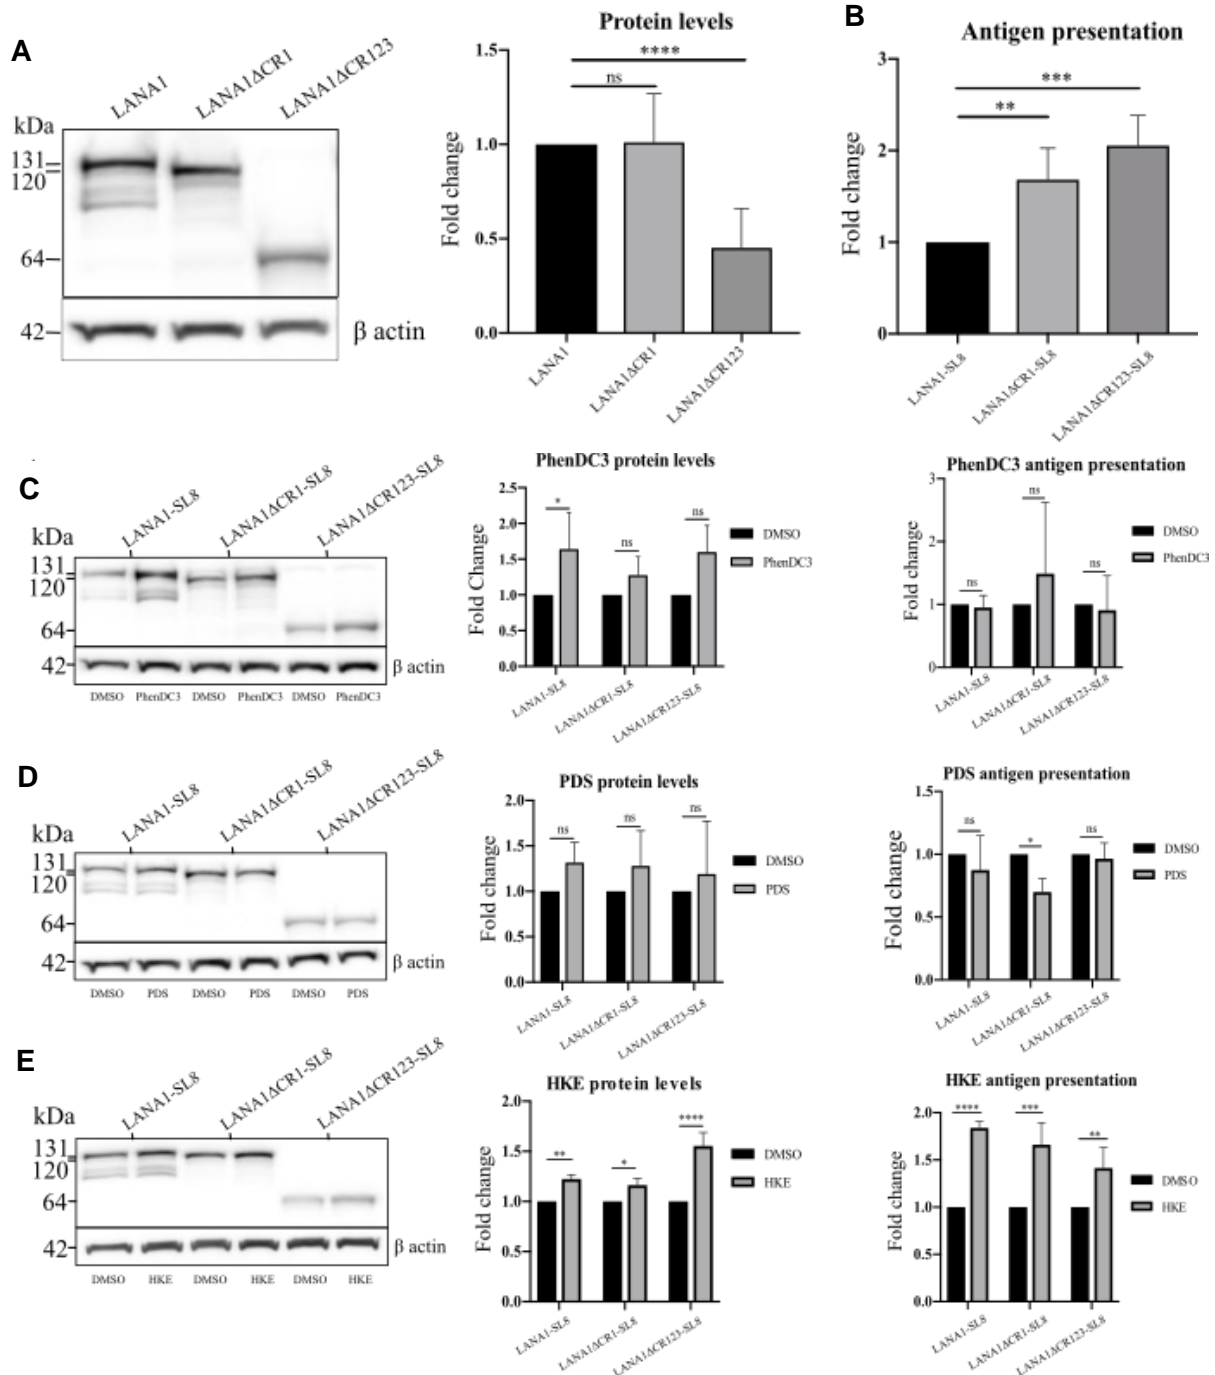 A
LANA1
LANA1ΔCR1
LANA1ΔCR123
kDa
131
120
64
42
β actin
Protein levels
Fold change
1.5
1.0
0.5
0.0
ns
****
LANA1
LANA1ΔCR1
LANA1ΔCR123
B
Antigen presentation
Fold change
3
2
1
0
**
***
LANA1-SL8
LANA1ΔCR1-SL8
LANA1ΔCR123-SL8
C
LANA1-SL8
LANA1ΔCR1-SL8
LANA1ΔCR123-SL8
kDa
131
120
64
42
β actin
DMSO PhenDC3 DMSO PhenDC3 DMSO PhenDC3
PhenDC3 protein levels
Fold Change
2.5
2.0
1.5
1.0
0.5
0.0
* ns ns
DMSO
PhenDC3
LANA1-SL8
LANA1ΔCR1-SL8
LANA1ΔCR123-SL8
PhenDC3 antigen presentation
Fold change
3
2
1
0
ns ns ns
DMSO
PhenDC3
LANA1-SL8
LANA1ΔCR1-SL8
LANA1ΔCR123-SL8
D
LANA1-SL8
LANA1ΔCR1-SL8
LANA1ΔCR123-SL8
kDa
131
120
64
42
β actin
DMSO PDS DMSO PDS DMSO PDS
PDS protein levels
Fold change
2.0
1.5
1.0
0.5
0.0
ns ns ns
DMSO
PDS
LANA1-SL8
LANA1ΔCR1-SL8
LANA1ΔCR123-SL8
PDS antigen presentation
Fold change
1.5
1.0
0.5
0.0
ns * ns
DMSO
PDS
LANA1-SL8
LANA1ΔCR1-SL8
LANA1ΔCR123-SL8
E
LANA1-SL8
LANA1ΔCR1-SL8
LANA1ΔCR123-SL8
kDa
131
120
64
42
β actin
DMSO HKE DMSO HKE DMSO HKE
HKE protein levels
Fold change
2.0
1.5
1.0
0.5
0.0
** * ****
DMSO
HKE
LANA1-SL8
LANA1ΔCR1-SL8
LANA1ΔCR123-SL8
HKE antigen presentation
Fold change
2.0
1.5
1.0
0.5
0.0
**** *** **
DMSO
HKE
LANA1-SL8
LANA1ΔCR1-SL8
LANA1ΔCR123-SL8